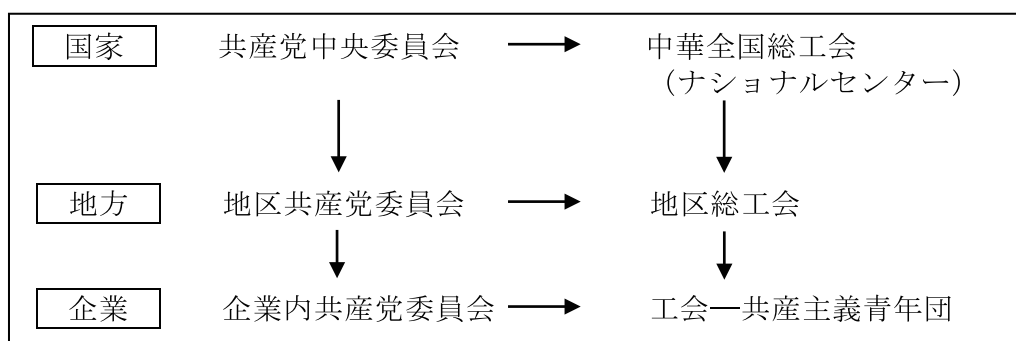 国家 共産党中央委員会 中華全国総工会
（ナショナルセンター）
地方 地区共産党委員会 地区総工会
企業 企業内共産党委員会 工会―共産主義青年団